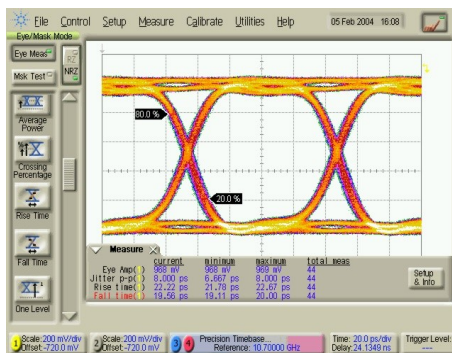 File Control Setup Measure Calibrate Utilities Help 05 Feb 2004 16:08
Eye/Mask Mode
Eye Meas
RZ
NRZ
Msk Test
Average
Power
Crossing
Percentage
Rise Time
Fall Time
One Level
80.0 %
20.0 %
Measure
current minimum maximum total meas
Eye Amp( ) 968 mV 968 mV 969 mV 44
Jitter p-p( ) 8.000 ps 6.667 ps 8.000 ps 44
Rise time( ) 22.22 ps 21.78 ps 22.67 ps 44
Fall time( ) 19.56 ps 19.11 ps 20.00 ps 44
Setup
& Info
1 Scale: 200 mV/div
Offset:-720.0 mV
2 Scale: 200 mV/div
Offset:-720.0 mV
3 4 Precision Timebase...
Reference: 10.70000 GHz
Time: 20.0 ps/div
Delay:24.1349 ns
Trigger Level:
---